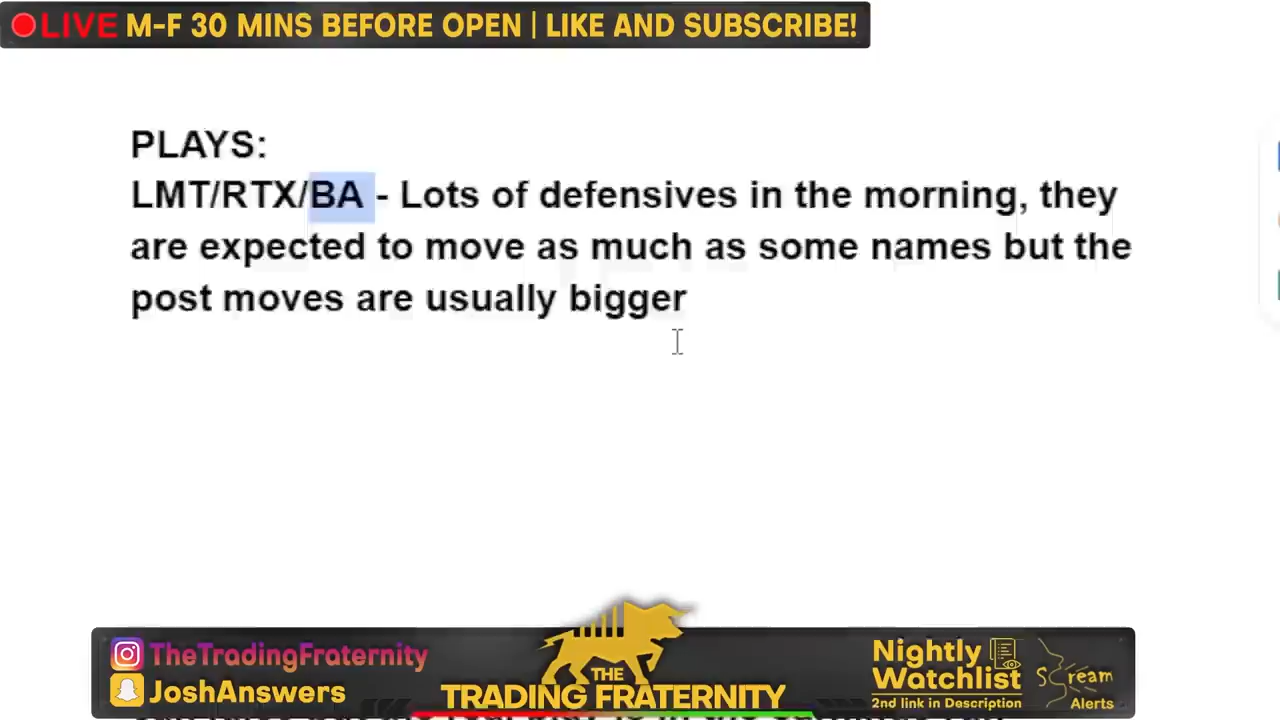 LIVE M-F 30 MINS BEFORE OPEN | LIKE AND SUBSCRIBE!
PLAYS:
LMT/RTX/BA - Lots of defensives in the morning, they
are expected to move as much as some names but the
post moves are usually bigger
TheTradingFraternity
JoshAnswers
THE
TRADING FRATERNITY
Nightly
Watchlist
2nd link in Description
Scream
Alerts